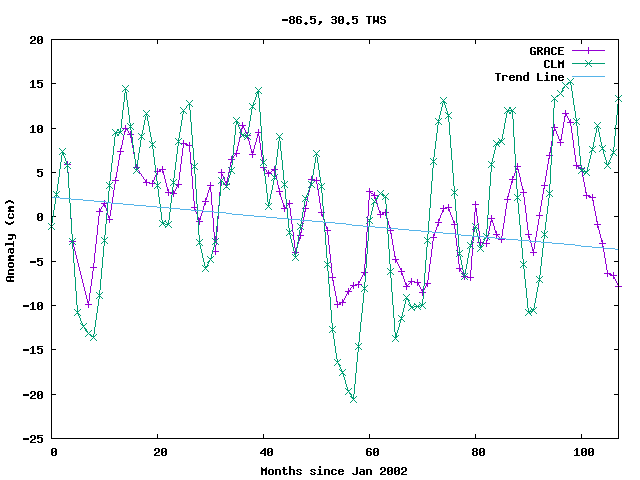 -86.5, 30.5 TWS
GRACE
CLM
Trend Line
20
15
10
5
0
-5
-10
-15
-20
-25
Anomaly (cm)
0 20 40 60 80 100
Months since Jan 2002